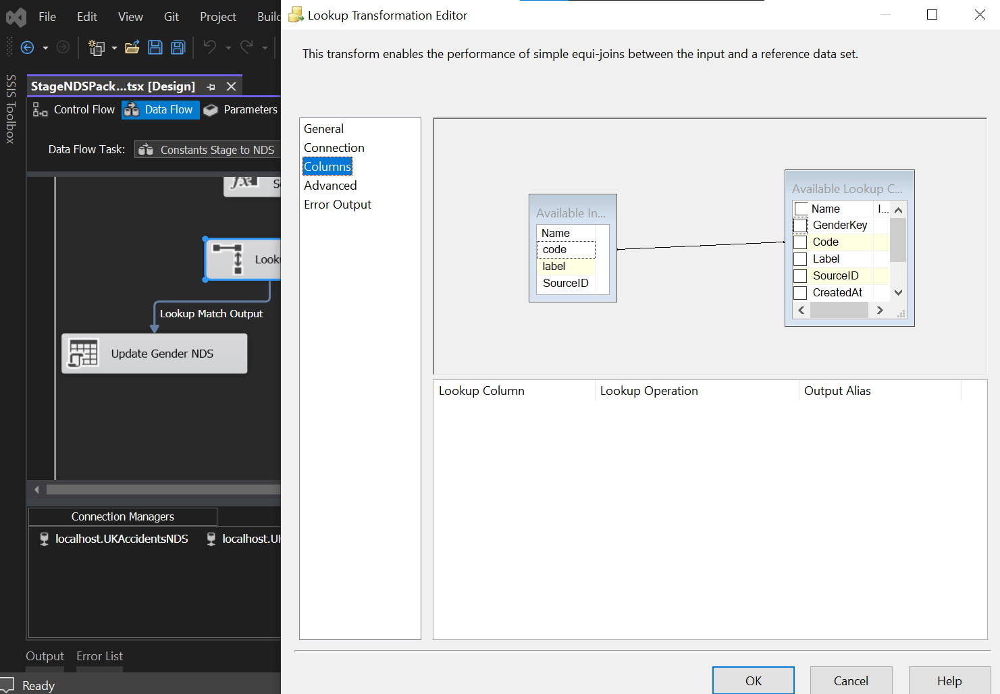 File Edit View Git Project
Lookup Transformation Editor
This transform enables the performance of simple equi-joins between the input and a reference data set.
SSIS Toolbox
StageNDSPack...tsx [Design]
Control Flow Data Flow Parameters
Data Flow Task: Constants Stage to NDS
Lookup Match Output
Update Gender NDS
Connection Managers
localhost.UKAccidentsNDS localhost.U
Output Error List
Ready
General
Connection
Columns
Advanced
Error Output
Available In...
Name
code
label
SourceID
Available Lookup C...
Name I...
GenderKey
Code
Label
SourceID
CreatedAt
Lookup Column Lookup Operation Output Alias
OK Cancel Help